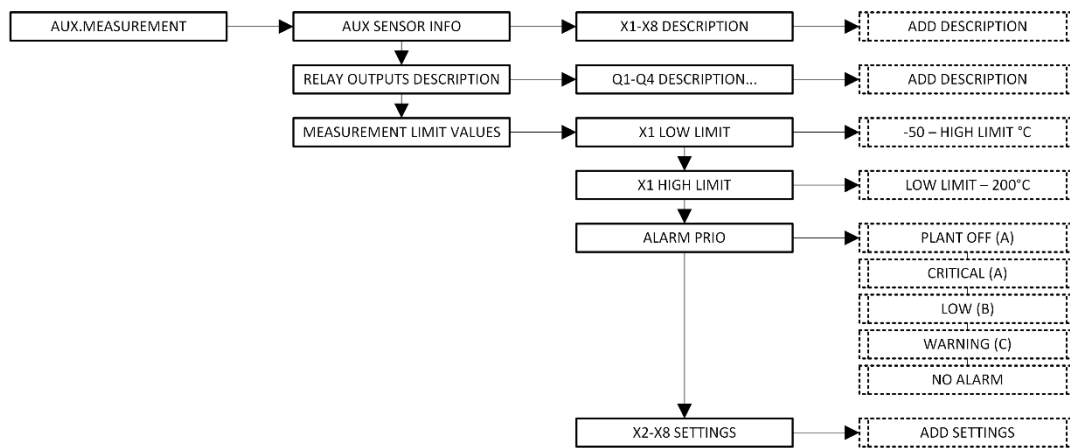 AUX.MEASUREMENT
AUX SENSOR INFO
X1-X8 DESCRIPTION
ADD DESCRIPTION
RELAY OUTPUTS DESCRIPTION
Q1-Q4 DESCRIPTION...
ADD DESCRIPTION
MEASUREMENT LIMIT VALUES
X1 LOW LIMIT
-50 – HIGH LIMIT °C
X1 HIGH LIMIT
LOW LIMIT – 200°C
ALARM PRIO
PLANT OFF (A)
CRITICAL (A)
LOW (B)
WARNING (C)
NO ALARM
X2-X8 SETTINGS
ADD SETTINGS